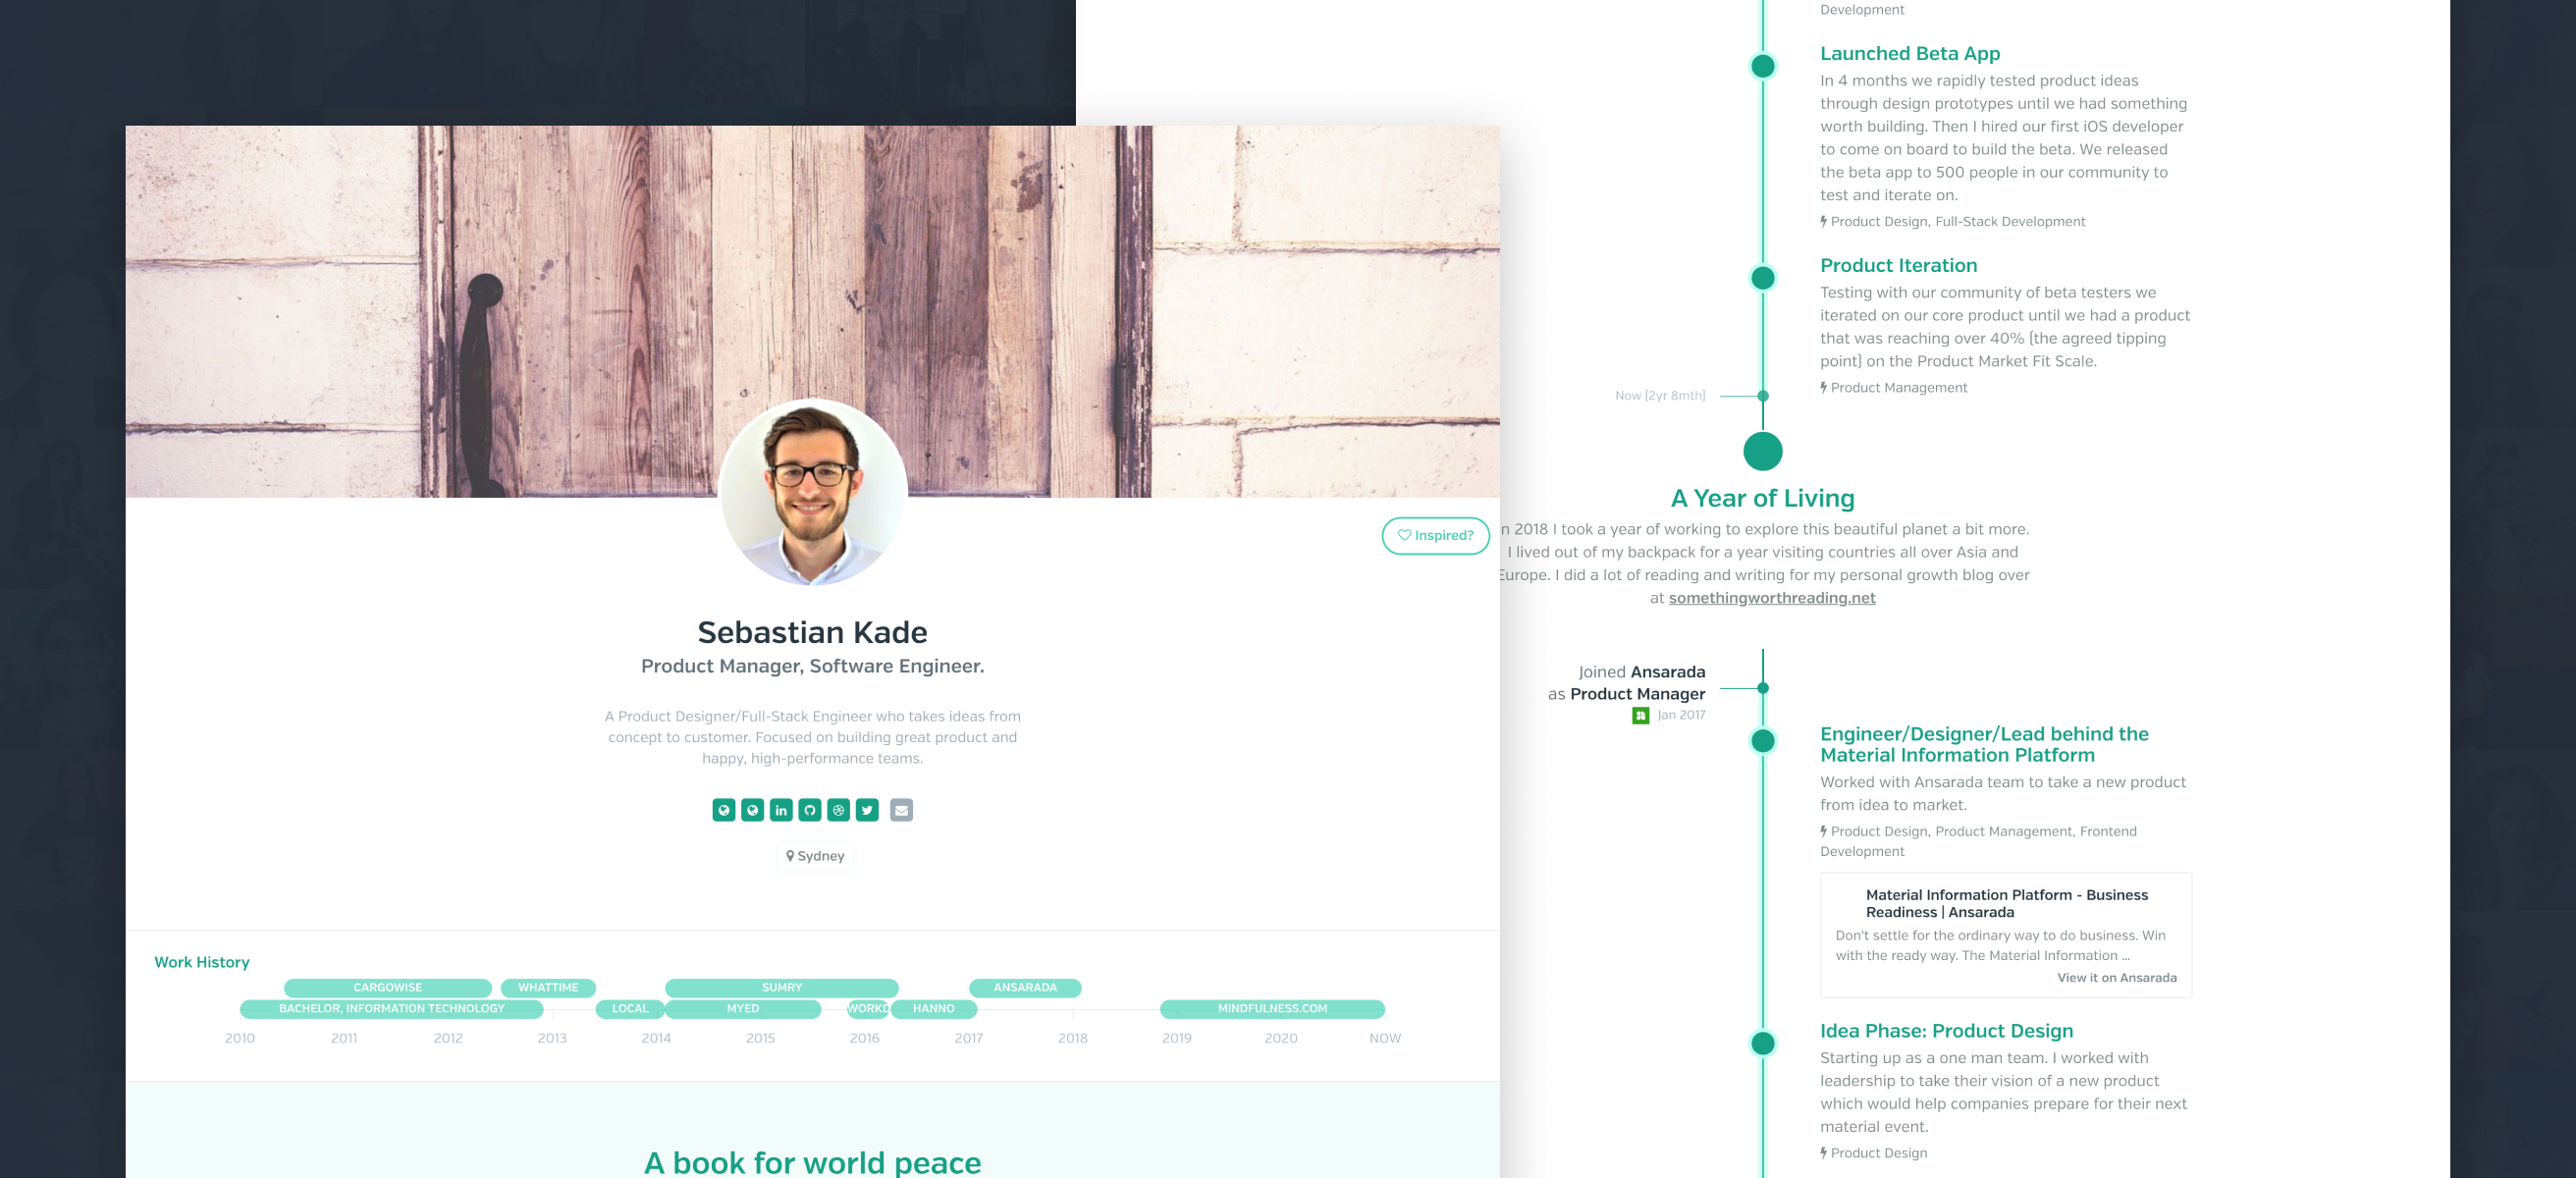 Inspired?
Sebastian Kade
Product Manager, Software Engineer.
A Product Designer/Full-Stack Engineer who takes ideas from
concept to customer. Focused on building great product and
happy, high-performance teams.
Sydney
Work History
CARGOWISE WHATTIME SUMRY ANSARADA
BACHELOR, INFORMATION TECHNOLOGY LOCAL MYED WORKD HANNO MINDFULNESS.COM
2010 2011 2012 2013 2014 2015 2016 2017 2018 2019 2020 NOW
A book for world peace
Development
Launched Beta App
In 4 months we rapidly tested product ideas
through design prototypes until we had something
worth building. Then I hired our first iOS developer
to come on board to build the beta. We released
the beta app to 500 people in our community to
test and iterate on.
Product Design, Full-Stack Development
Product Iteration
Testing with our community of beta testers we
iterated on our core product until we had a product
that was reaching over 40% (the agreed tipping
point) on the Product Market Fit Scale.
Product Management
Now (2yr 8mth)
A Year of Living
n 2018 I took a year of working to explore this beautiful planet a bit more.
I lived out of my backpack for a year visiting countries all over Asia and
Europe. I did a lot of reading and writing for my personal growth blog over
at somethingworthreading.net
Joined Ansarada
as Product Manager
Jan 2017
Engineer/Designer/Lead behind the
Material Information Platform
Worked with Ansarada team to take a new product
from idea to market.
Product Design, Product Management, Frontend
Development
Material Information Platform - Business
Readiness | Ansarada
Don't settle for the ordinary way to do business. Win
with the ready way. The Material Information ...
View it on Ansarada
Idea Phase: Product Design
Starting up as a one man team. I worked with
leadership to take their vision of a new product
which would help companies prepare for their next
material event.
Product Design